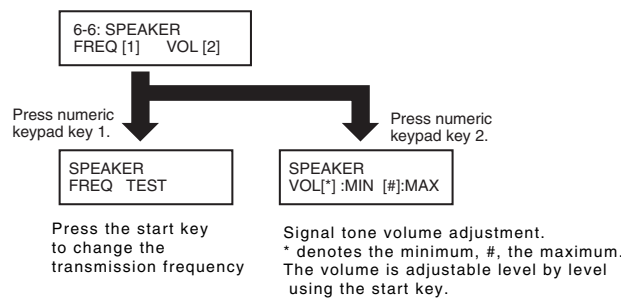 6-6: SPEAKER
FREQ [1] VOL [2]
Press numeric
keypad key 1.
Press numeric
keypad key 2.
SPEAKER
FREQ TEST
SPEAKER
VOL[*] :MIN [#]:MAX
Press the start key
to change the
transmission frequency
Signal tone volume adjustment.
* denotes the minimum, #, the maximum.
The volume is adjustable level by level
using the start key.